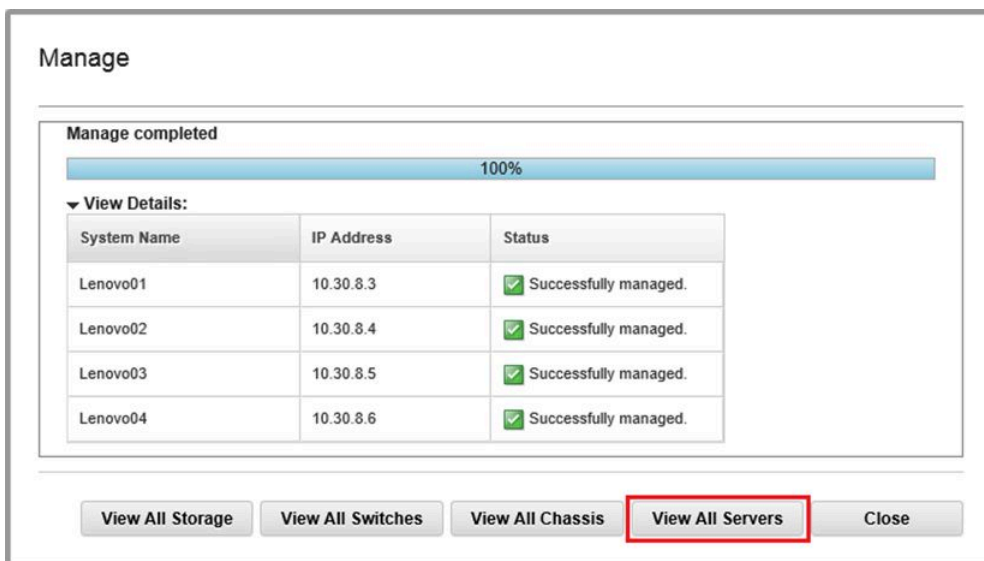 Manage
Manage completed
100%
View Details:
System Name IP Address Status
Lenovo01 10.30.8.3 Successfully managed.
Lenovo02 10.30.8.4 Successfully managed.
Lenovo03 10.30.8.5 Successfully managed.
Lenovo04 10.30.8.6 Successfully managed.
View All Storage View All Switches View All Chassis View All Servers Close